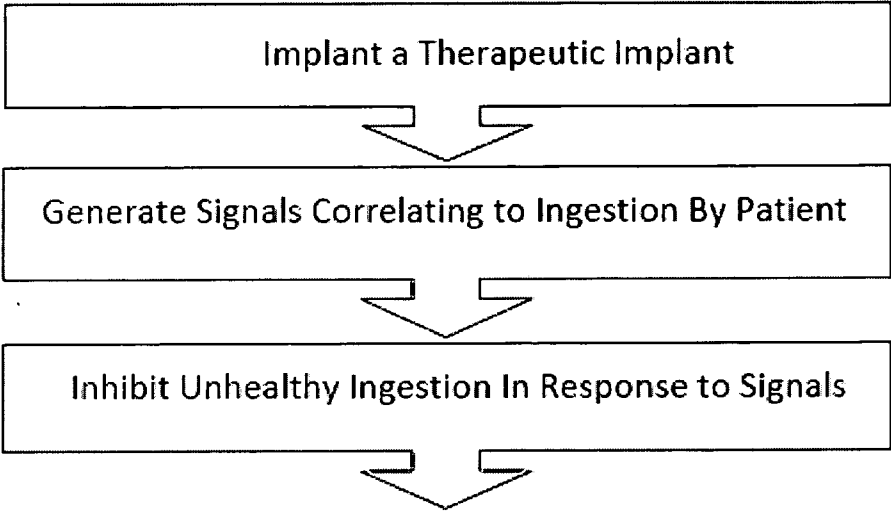 Implant a Therapeutic Implant
Generate Signals Correlating to Ingestion By Patient
Inhibit Unhealthy Ingestion In Response to Signals